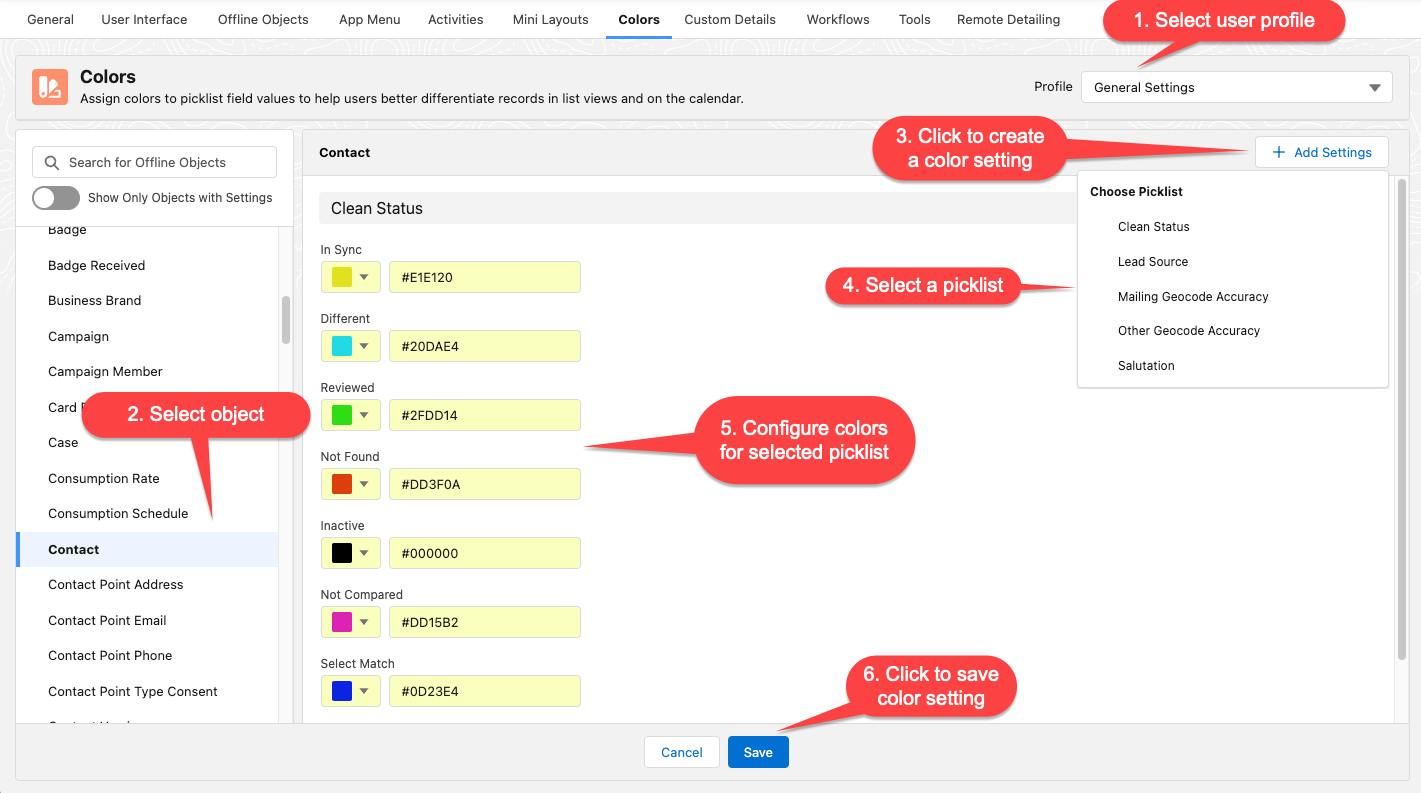 General
User Interface
Offline Objects
App Menu
Activities
Mini Layouts
Colors
Custom Details
Workflows
Tools
Remote Detailing
1. Select user profile
Colors
Assign colors to picklist field values to help users better differentiate records in list views and on the calendar.
Profile
General Settings
Search for Offline Objects
Show Only Objects with Settings
Badge
Badge Received
Business Brand
Campaign
Campaign Member
Card
2. Select object
Case
Consumption Rate
Consumption Schedule
Contact
Contact Point Address
Contact Point Email
Contact Point Phone
Contact Point Type Consent
Contact
3. Click to create
a color setting
+ Add Settings
Clean Status
In Sync
#E1E120
Different
#20DAE4
Reviewed
#2FDD14
Not Found
#DD3F0A
Inactive
#000000
Not Compared
#DD15B2
Select Match
#0D23E4
Choose Picklist
Clean Status
Lead Source
Mailing Geocode Accuracy
Other Geocode Accuracy
Salutation
4. Select a picklist
5. Configure colors
for selected picklist
6. Click to save
color setting
Cancel
Save